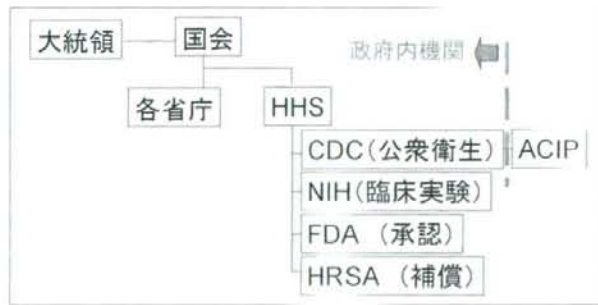 大統領 国会
政府内機関
各省庁 HHS
CDC(公衆衛生) ACIP
NIH(臨床実験)
FDA (承認)
HRSA (補償)